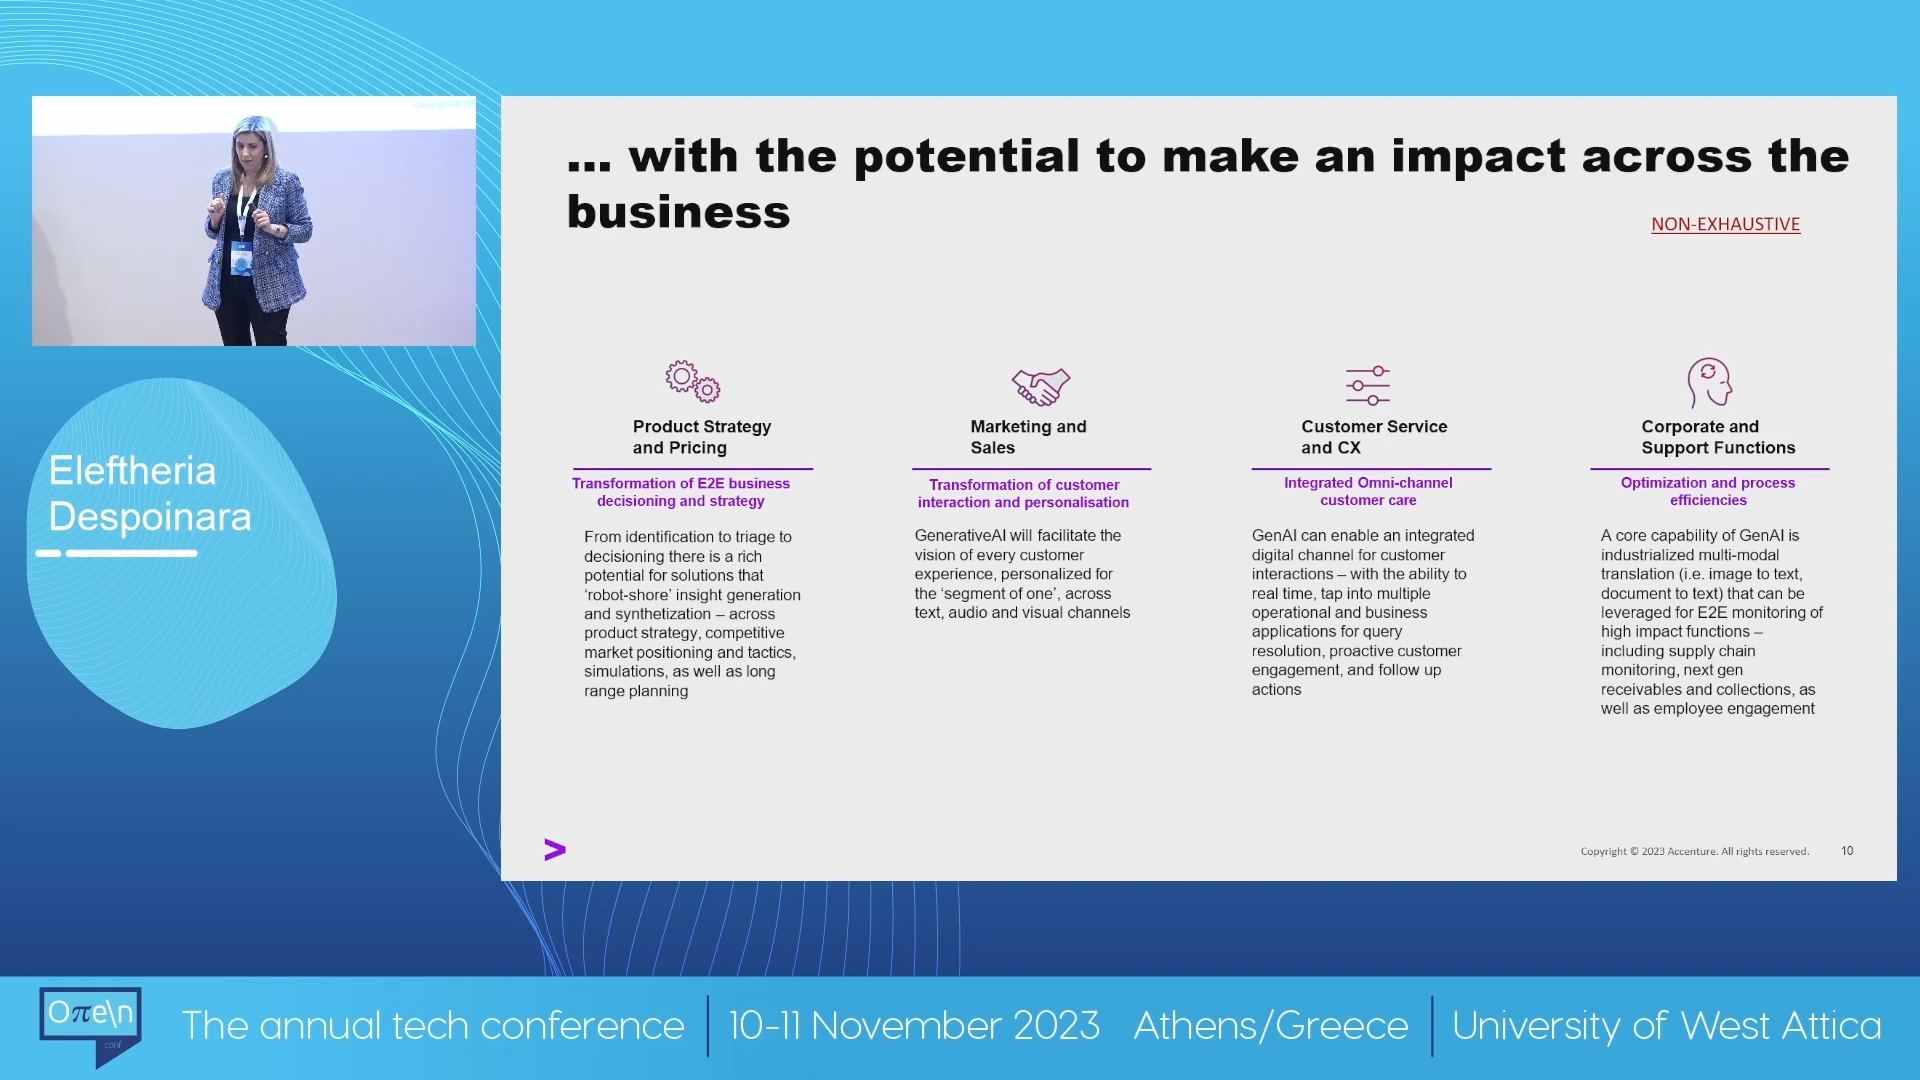 ... with the potential to make an impact across the
business
NON-EXHAUSTIVE
Product Strategy
and Pricing
Transformation of E2E business
decisioning and strategy
From identification to triage to
decisioning there is a rich
potential for solutions that
‘robot-shore’ insight generation
and synthetization – across
product strategy, competitive
market positioning and tactics,
simulations, as well as long
range planning
Marketing and
Sales
Transformation of customer
interaction and personalisation
GenerativeAI will facilitate the
vision of every customer
experience, personalized for
the ‘segment of one’, across
text, audio and visual channels
Customer Service
and CX
Integrated Omni-channel
customer care
GenAI can enable an integrated
digital channel for customer
interactions – with the ability to
real time, tap into multiple
operational and business
applications for query
resolution, proactive customer
engagement, and follow up
actions
Corporate and
Support Functions
Optimization and process
efficiencies
A core capability of GenAI is
industrialized multi-modal
translation (i.e. image to text,
document to text) that can be
leveraged for E2E monitoring of
high impact functions –
including supply chain
monitoring, next gen
receivables and collections, as
well as employee engagement
>
Copyright © 2023 Accenture. All rights reserved. 10
Eleftheria
Despoinara
Oπe\n
conf
The annual tech conference | 10-11 November 2023 Athens/Greece | University of West Attica